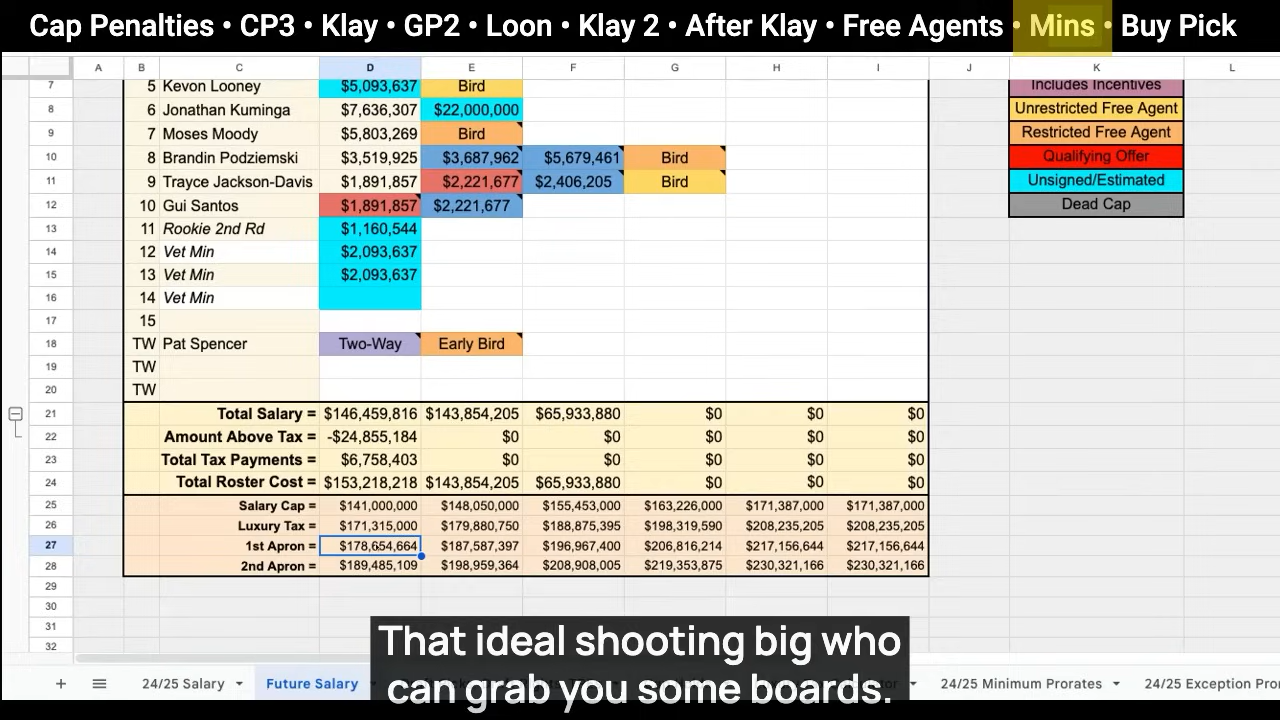 Cap Penalties • CP3 • Klay • GP2 • Loon • Klay 2 • After Klay • Free Agents • Mins • Buy Pick
A B C D E F G H I J K L
7 5 Kevon Looney $5,093,637 Bird Includes Incentives
8 6 Jonathan Kuminga $7,636,307 $22,000,000 Unrestricted Free Agent
9 7 Moses Moody $5,803,269 Bird Restricted Free Agent
10 8 Brandin Podziemski $3,519,925 $3,687,962 $5,679,461 Bird Qualifying Offer
11 9 Trayce Jackson-Davis $1,891,857 $2,221,677 $2,406,205 Bird Unsigned/Estimated
12 10 Gui Santos $1,891,857 $2,221,677 Dead Cap
13 11 Rookie 2nd Rd $1,160,544
14 12 Vet Min $2,093,637
15 13 Vet Min $2,093,637
16 14 Vet Min
17 15
18 TW Pat Spencer Two-Way Early Bird
19 TW
20 TW
21 Total Salary = $146,459,816 $143,854,205 $65,933,880 $0 $0 $0
22 Amount Above Tax = -$24,855,184 $0 $0 $0 $0 $0
23 Total Tax Payments = $6,758,403 $0 $0 $0 $0 $0
24 Total Roster Cost = $153,218,218 $143,854,205 $65,933,880 $0 $0 $0
25 Salary Cap = $141,000,000 $148,050,000 $155,453,000 $163,226,000 $171,387,000 $171,387,000
26 Luxury Tax = $171,315,000 $179,880,750 $188,875,395 $198,319,590 $208,235,205 $208,235,205
27 1st Apron = $178,654,664 $187,587,397 $196,967,400 $206,816,214 $217,156,644 $217,156,644
28 2nd Apron = $189,485,109 $198,959,364 $208,908,005 $219,353,875 $230,321,166 $230,321,166
29
30
31
32
That ideal shooting big who
can grab you some boards.
24/25 Salary Future Salary 24/25 Minimum Prorates 24/25 Exception Pro